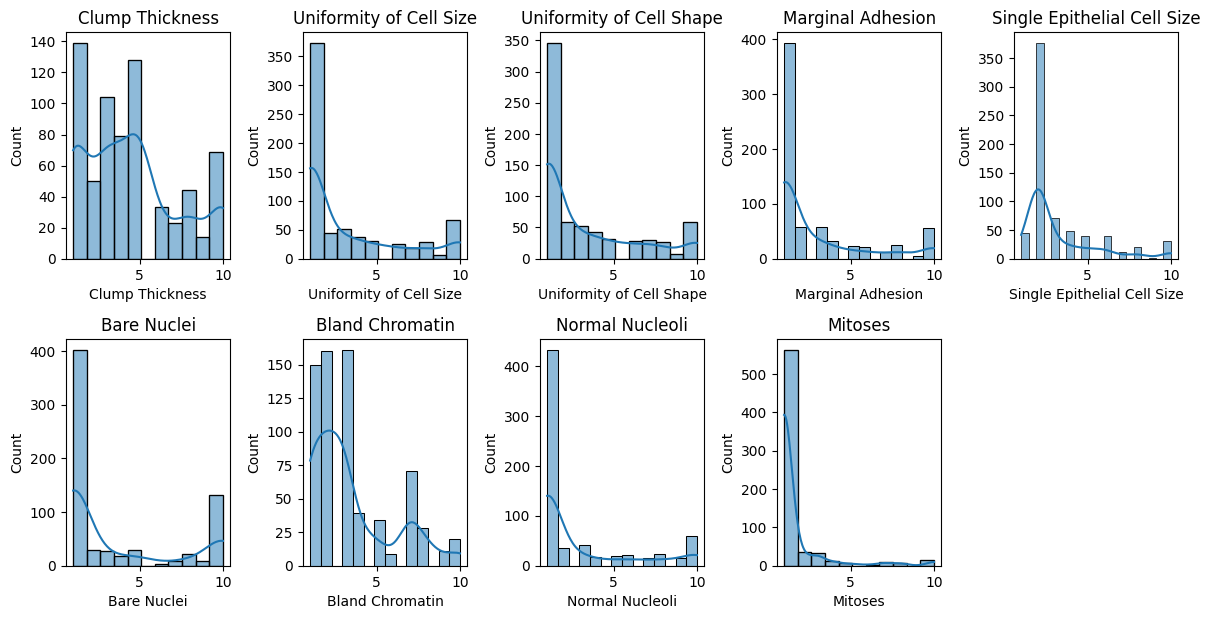 Clump Thickness
140
120
100
80
60
40
20
0
Count
5 10
Clump Thickness
Uniformity of Cell Size
350
300
250
200
150
100
50
0
Count
5 10
Uniformity of Cell Size
Uniformity of Cell Shape
350
300
250
200
150
100
50
0
Count
5 10
Uniformity of Cell Shape
Marginal Adhesion
400
300
200
100
0
Count
5 10
Marginal Adhesion
Single Epithelial Cell Size
350
300
250
200
150
100
50
0
Count
5 10
Single Epithelial Cell Size
Bare Nuclei
400
300
200
100
0
Count
5 10
Bare Nuclei
Bland Chromatin
150
125
100
75
50
25
0
Count
5 10
Bland Chromatin
Normal Nucleoli
400
300
200
100
0
Count
5 10
Normal Nucleoli
Mitoses
500
400
300
200
100
0
Count
5 10
Mitoses